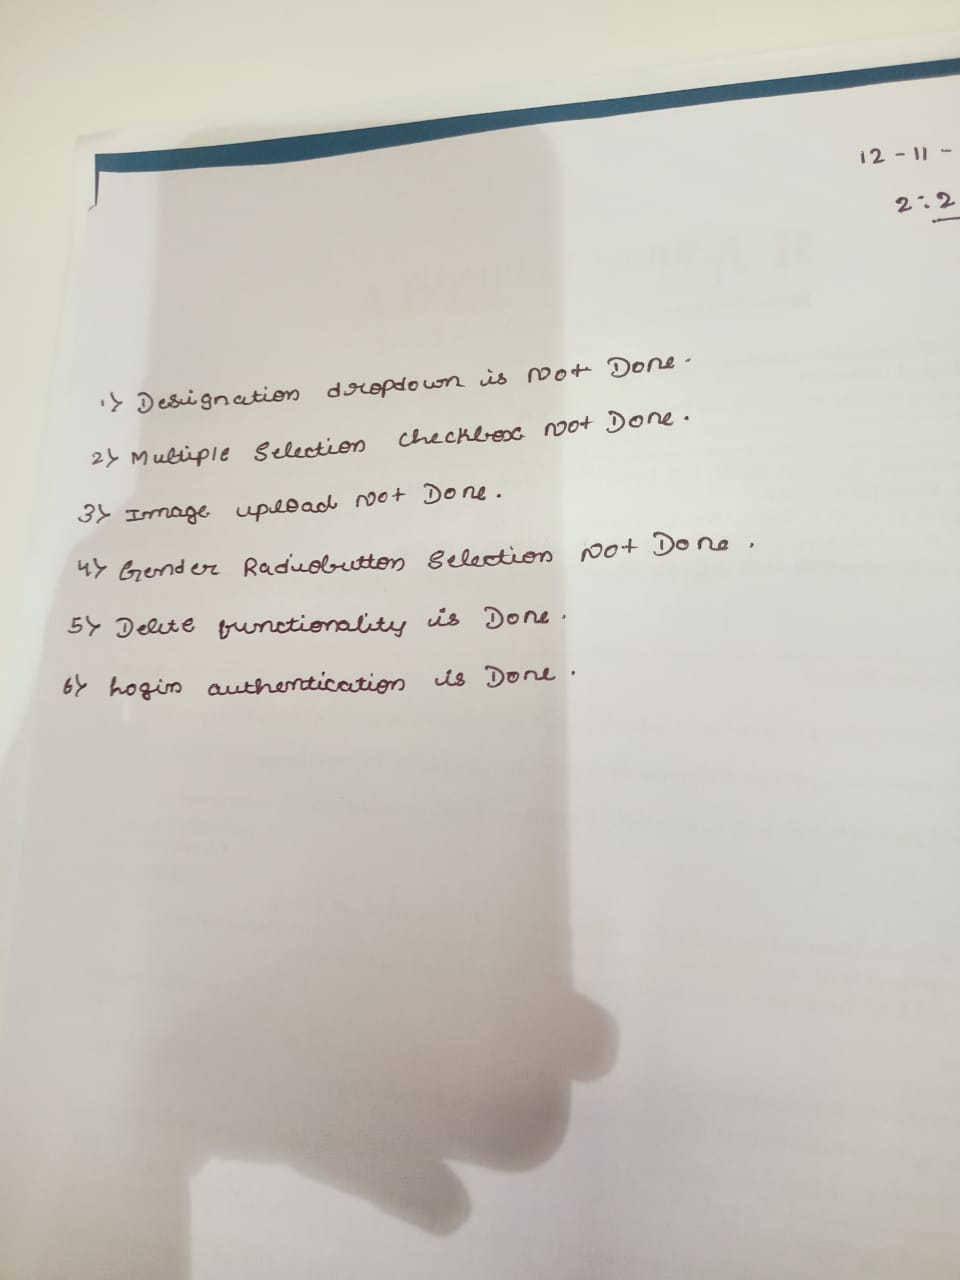 12-11-
2:2
1) Designation dropdown is Not Done.
2) Multiple Selection checkbox Not Done.
3) Image upload Not Done.
4) Gender Radiobutton Selection Not Done.
5) Delete functionality is Done.
6) Login authentication is Done.